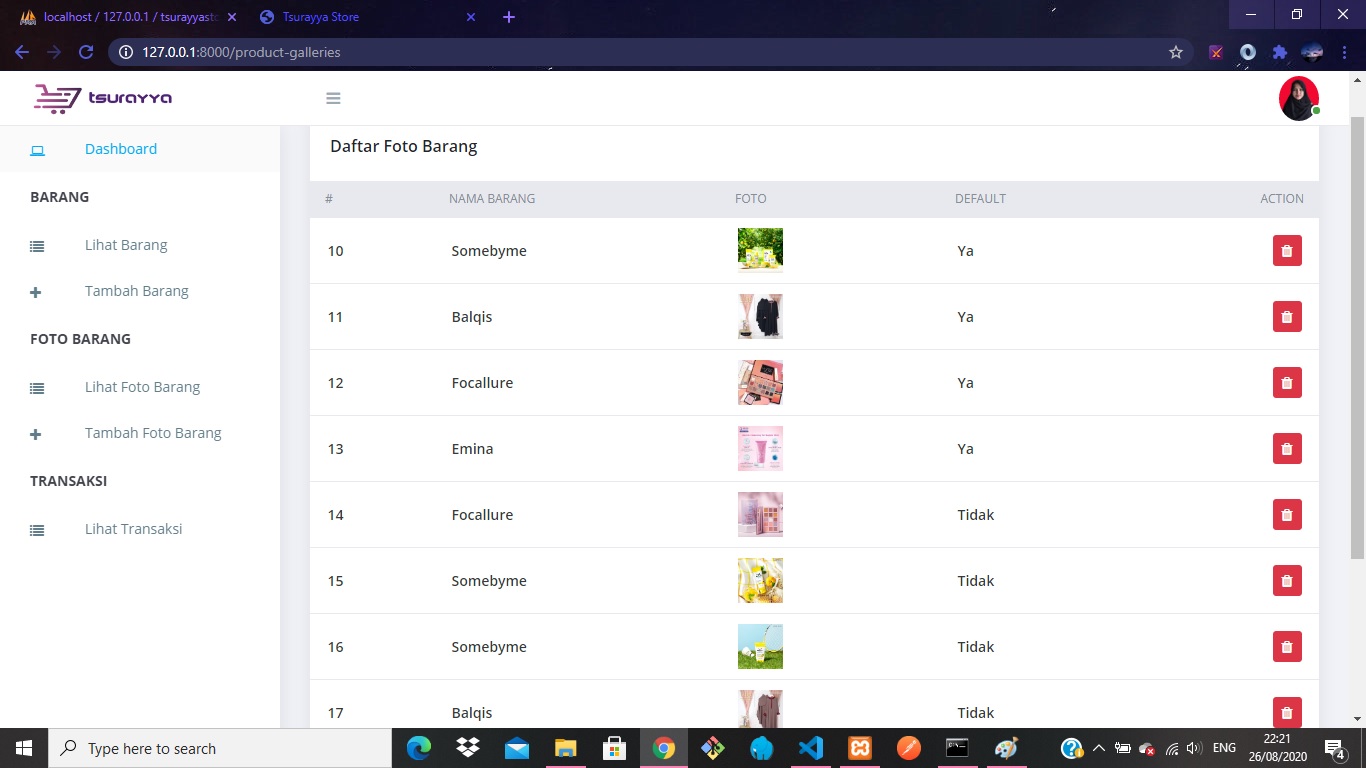 localhost / 127.0.0.1 / tsurayyast
Tsurayya Store
127.0.0.1:8000/product-galleries
tsurayya
Dashboard
BARANG
Lihat Barang
Tambah Barang
FOTO BARANG
Lihat Foto Barang
Tambah Foto Barang
TRANSAKSI
Lihat Transaksi
Daftar Foto Barang
# NAMA BARANG FOTO DEFAULT ACTION
10 Somebyme Ya
11 Balqis Ya
12 Focallure Ya
13 Emina Ya
14 Focallure Tidak
15 Somebyme Tidak
16 Somebyme Tidak
17 Balqis Tidak
Type here to search
ENG
22:21
26/08/2020
4